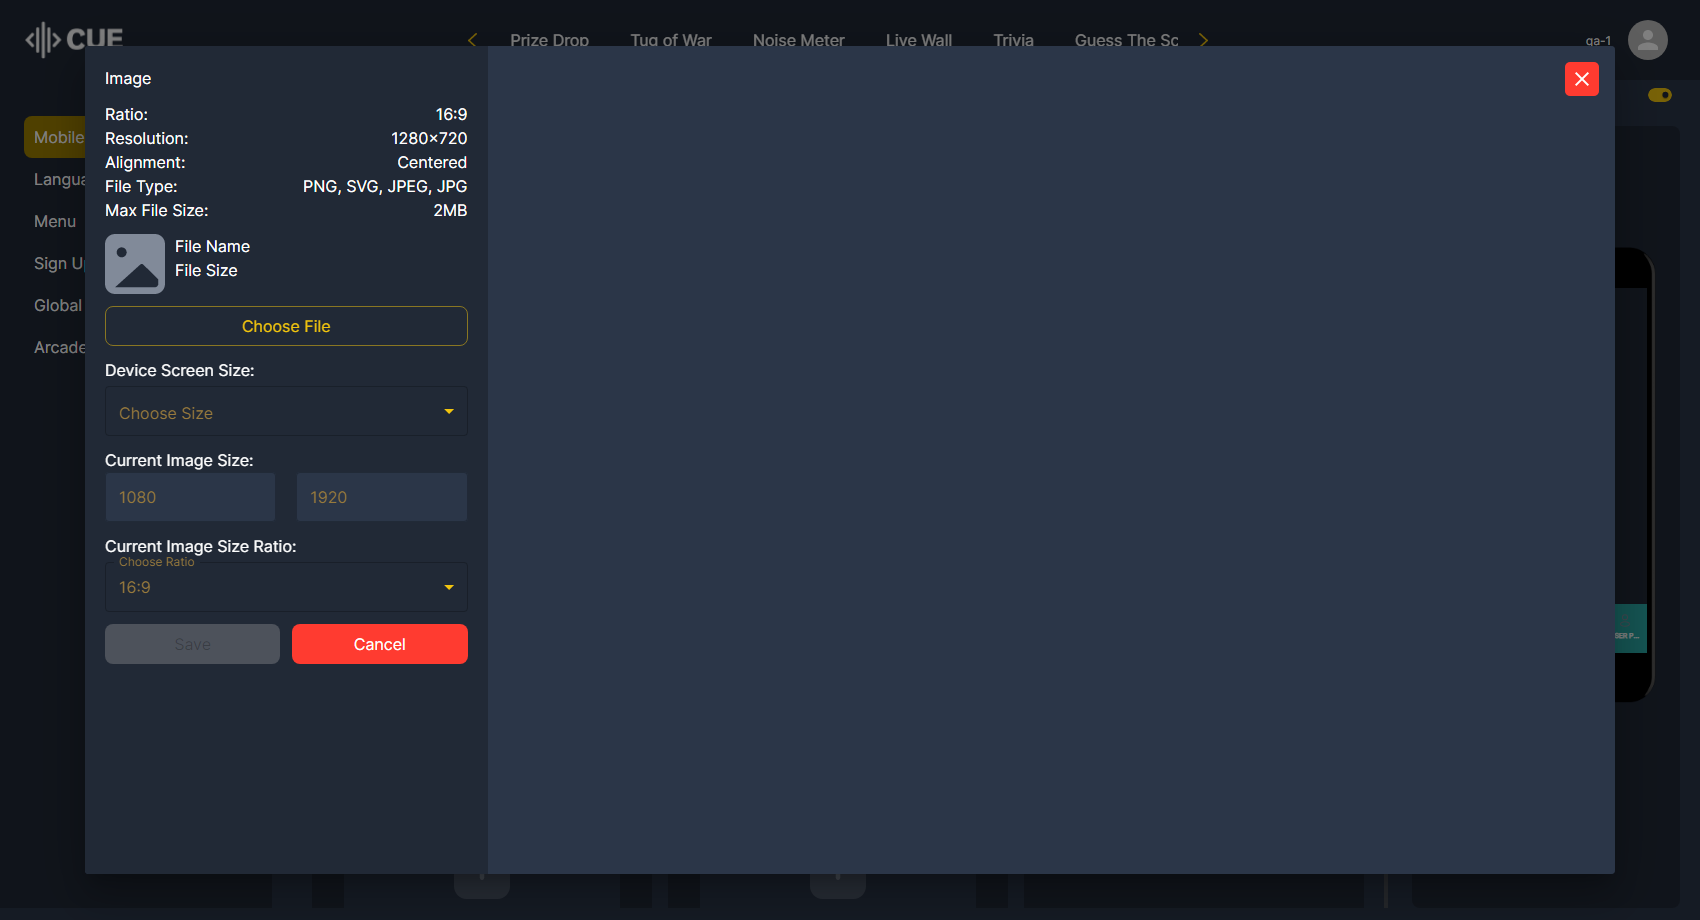 CUE
Prize Drop Tug of War Noise Meter Live Wall Trivia Guess The Sc
qa-1
Mobile
Langua
Menu
Sign U
Global
Arcade
Image
Ratio: 16:9
Resolution: 1280×720
Alignment: Centered
File Type: PNG, SVG, JPEG, JPG
Max File Size: 2MB
File Name
File Size
Choose File
Device Screen Size:
Choose Size
Current Image Size:
1080 1920
Current Image Size Ratio:
Choose Ratio
16:9
Save Cancel